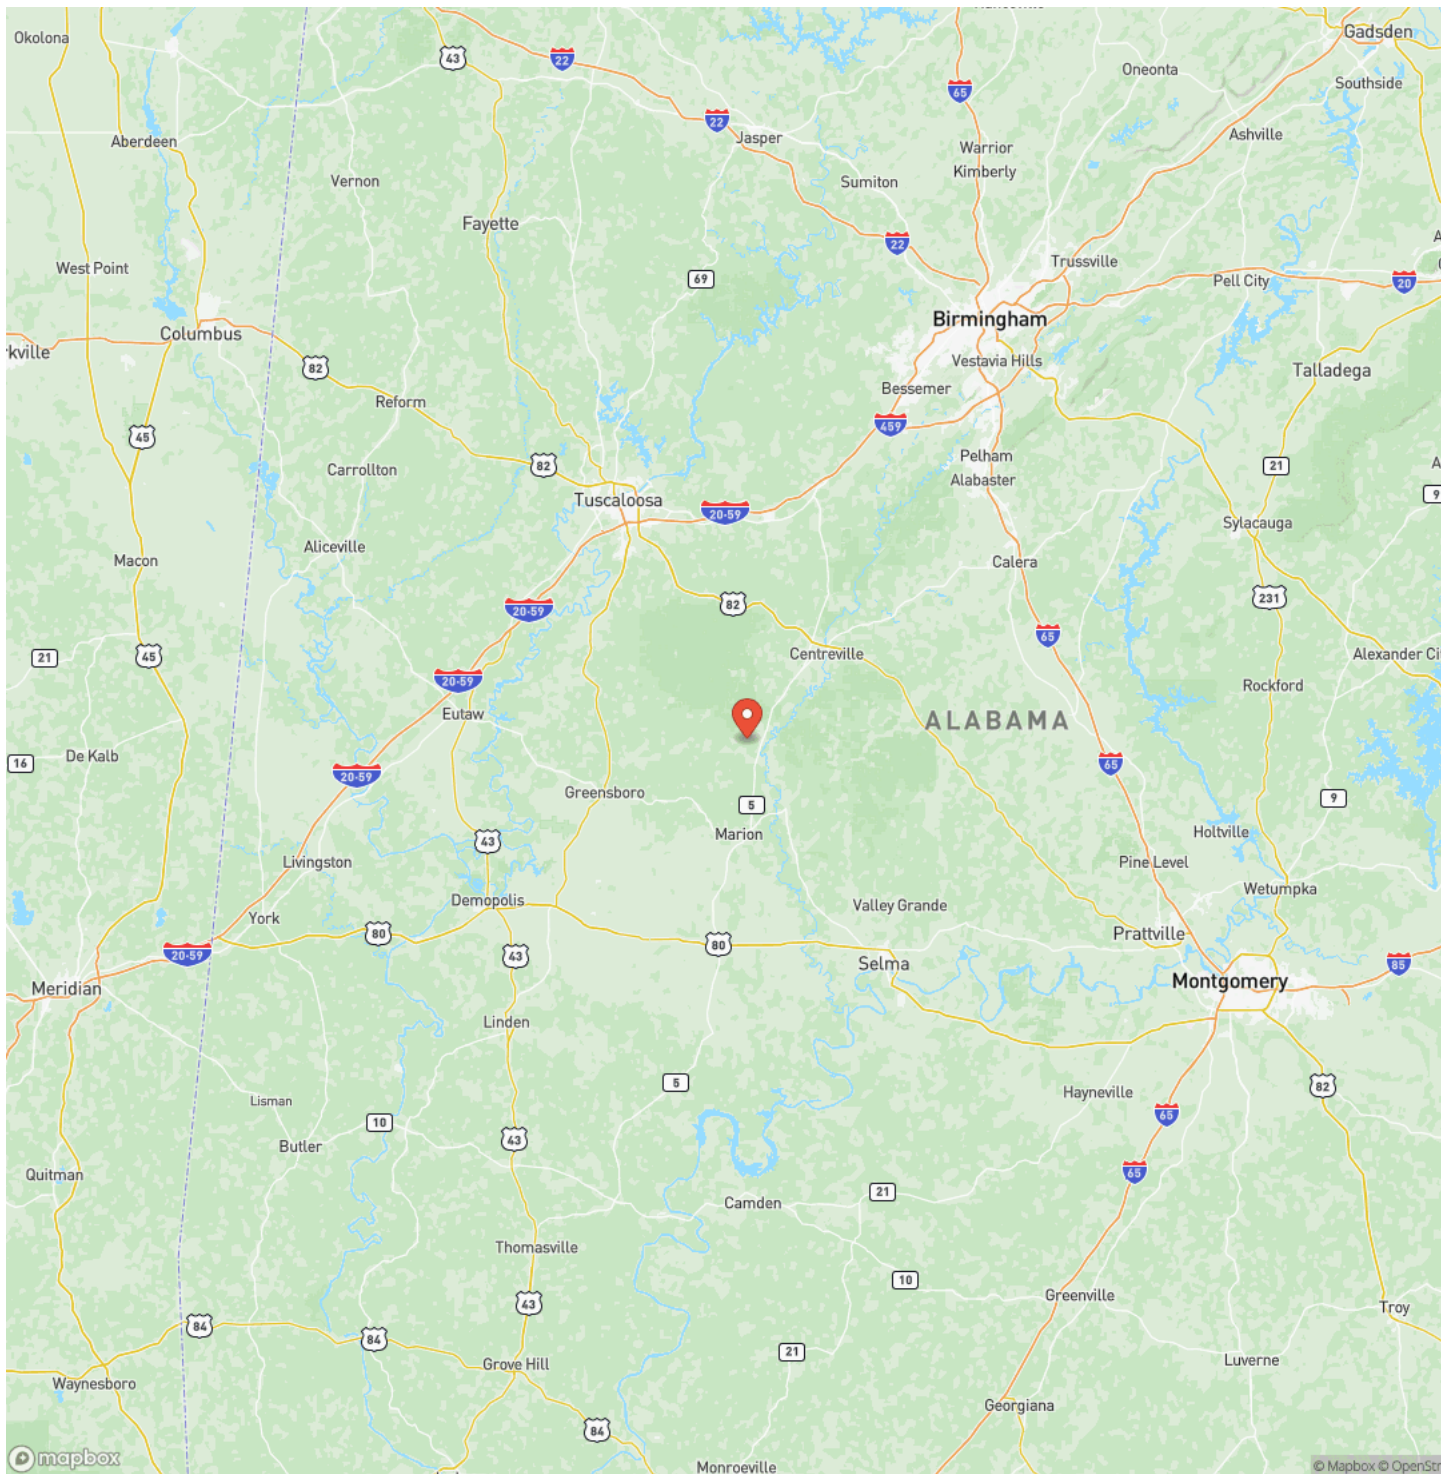 Okolona
43
22
65
Gadsden
Oneonta
Southside
22
Jasper
Aberdeen
Warrior
Ashville
Kimberly
Vernon
Sumiton
Fayette
22
Trussville
West Point
69
Pell City
20
Columbus
Birmingham
kville
82
Vestavia Hills
Talladega
Bessemer
Reform
45
459
Pelham
82
Carrollton
21
Alabaster
9
Tuscaloosa
20-59
Sylacauga
Aliceville
Macon
Calera
82
231
20-59
65
21
45
Centreville
Alexander Cit
20-59
Rockford
Eutaw
ALABAMA
De Kalb
16
65
20-59
Greensboro
5
9
Marion
Holtville
43
Livingston
Pine Level
Wetumpka
Demopolis
Valley Grande
York
80
Prattville
20-59
80
43
Selma
85
Meridian
Montgomery
Linden
5
Hayneville
82
Lisman
10
65
43
Butler
Quitman
65
21
Camden
Thomasville
10
Greenville
43
Troy
84
84
21
Grove Hill
Luverne
Waynesboro
Georgiana
84
mapbox
Monroeville
© Mapbox © OpenStr